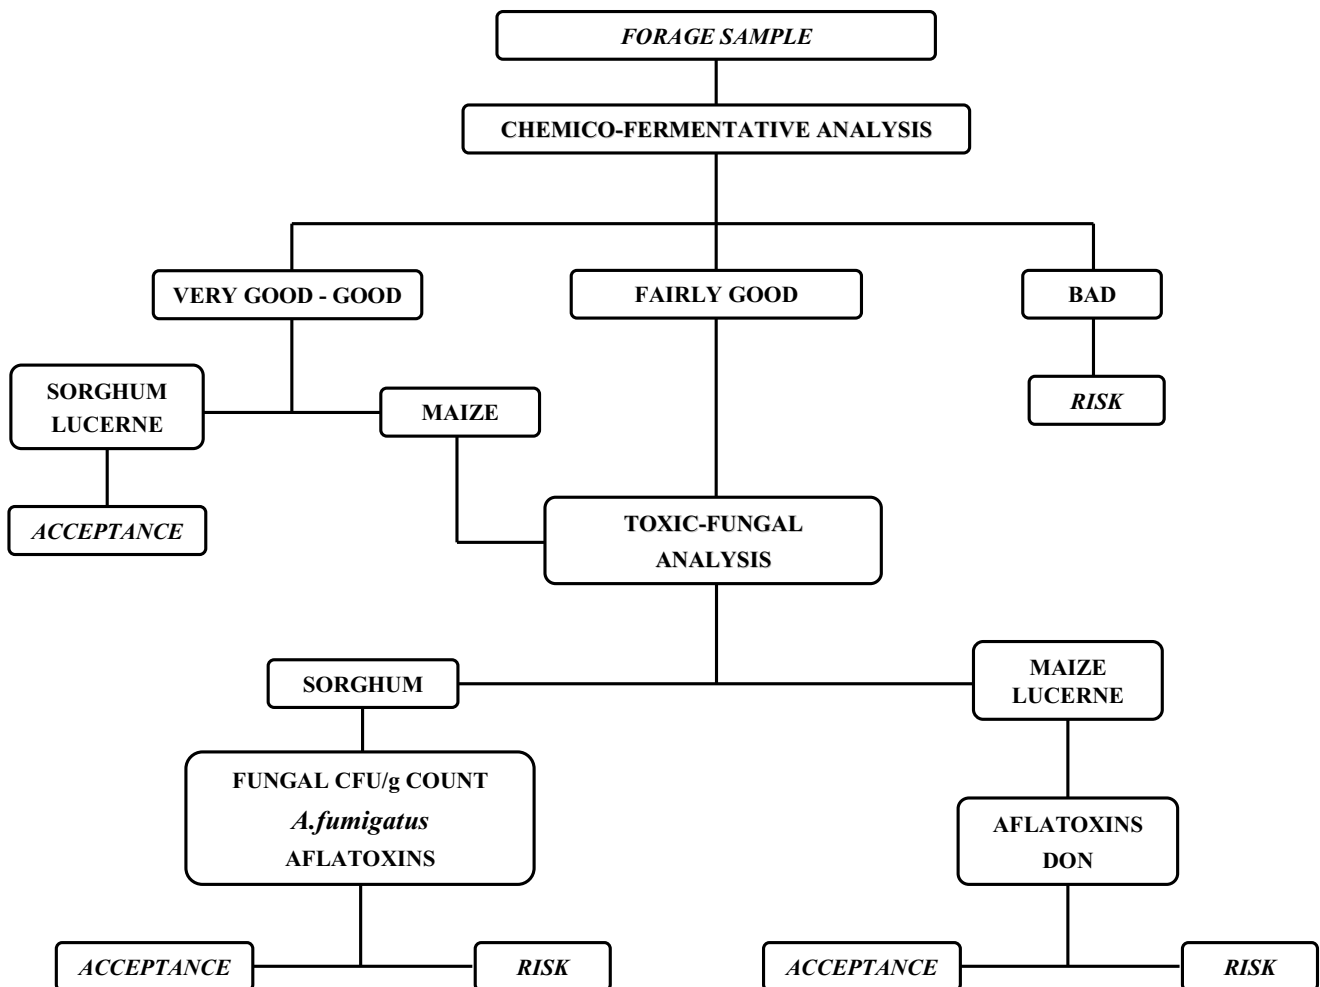 FORAGE SAMPLE
CHEMICO-FERMENTATIVE ANALYSIS
VERY GOOD - GOOD
FAIRLY GOOD
BAD
SORGHUM
LUCERNE
MAIZE
RISK
ACCEPTANCE
TOXIC-FUNGAL
ANALYSIS
SORGHUM
MAIZE
LUCERNE
FUNGAL CFU/g COUNT
A.fumigatus
AFLATOXINS
AFLATOXINS
DON
ACCEPTANCE
RISK
ACCEPTANCE
RISK